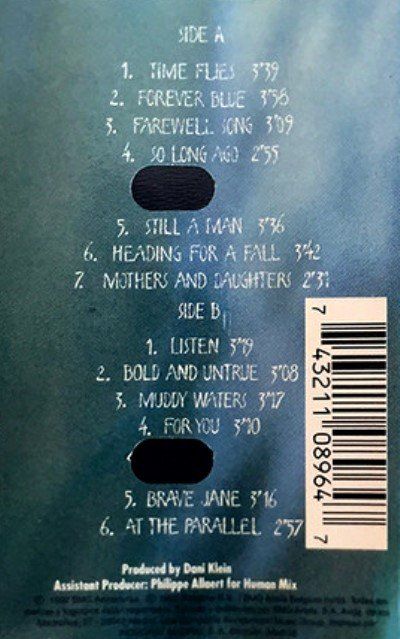 SIDE A
1. TIME FLIES 3"39
2. FOREVER BLUE 3"58
3. FAREWELL SONG 3"09
4. SO LONG AGO 2"55
5. STILL A MAN 3"36
6. HEADING FOR A FALL 3"42
7. MOTHERS AND DAUGHTERS 2"31
SIDE B
1. LISTEN 3"19
2. BOLD AND UNTRUE 3"08
3. MUDDY WATERS 3"17
4. FOR YOU 3"10
5. BRAVE JANE 3"16
6. AT THE PARALLEL 2"57
7 43211 08964 7
Produced by Dani Klein
Assistant Producer: Philippe Allaert for Human Mix